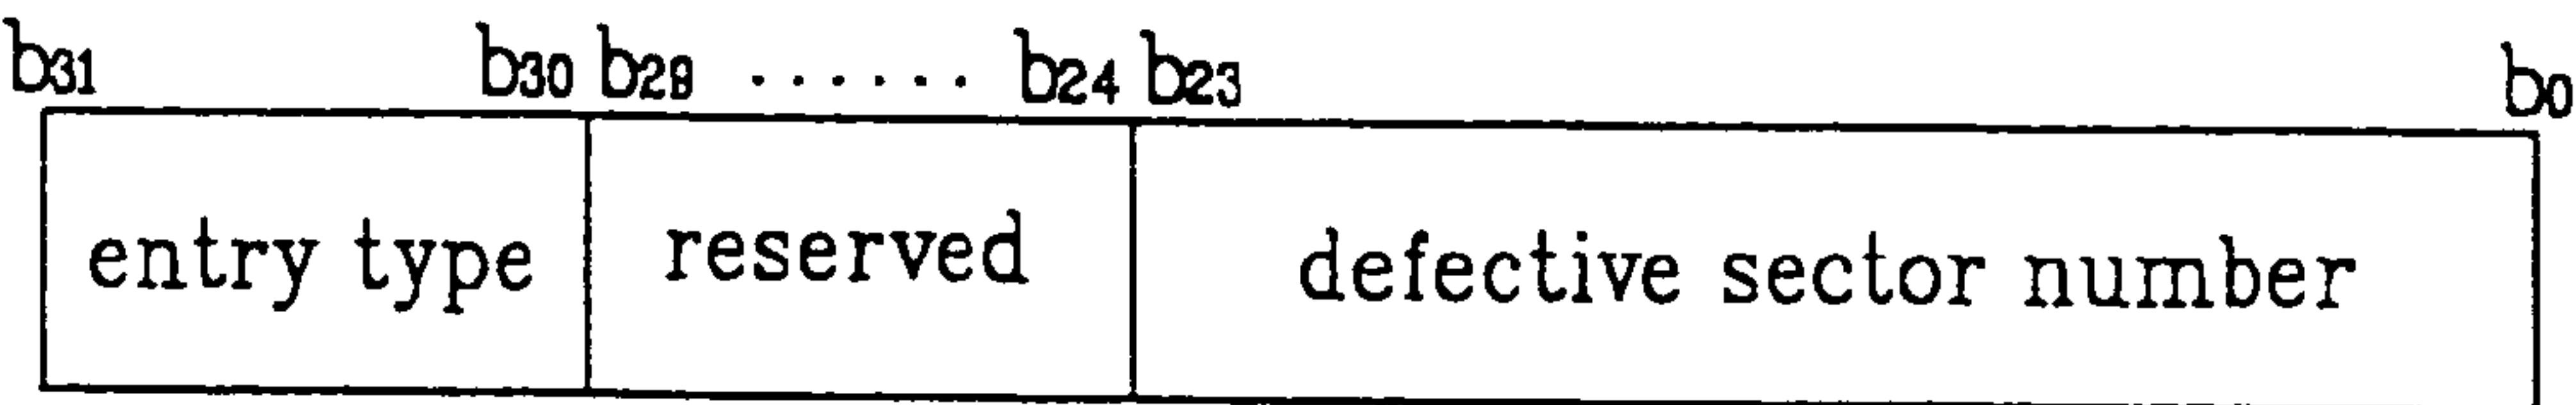 b31 b30 b29 ...... b24 b23 b0
entry type reserved defective sector number